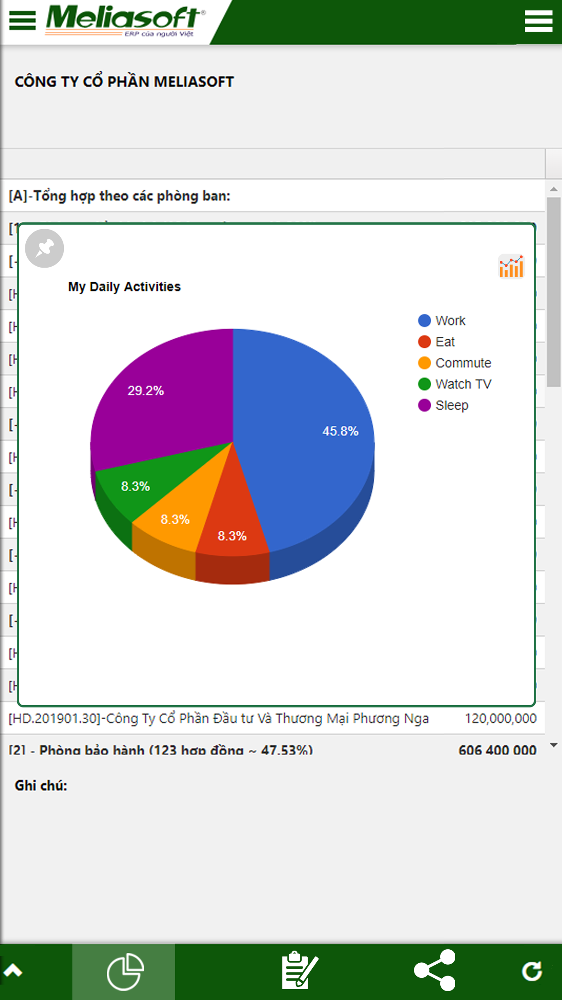 Meliasoft®
ERP của người Việt
CÔNG TY CỔ PHẦN MELIASOFT
[A]-Tổng hợp theo các phòng ban:
My Daily Activities
Work
Eat
Commute
Watch TV
Sleep
29.2%
45.8%
8.3%
8.3%
8.3%
[HD.201901.30]-Công Ty Cổ Phần Đầu tư Và Thương Mại Phương Nga 120,000,000
[2] - Phòng bảo hành (123 hợp đồng ~ 47.53%) 606 400 000
Ghi chú: